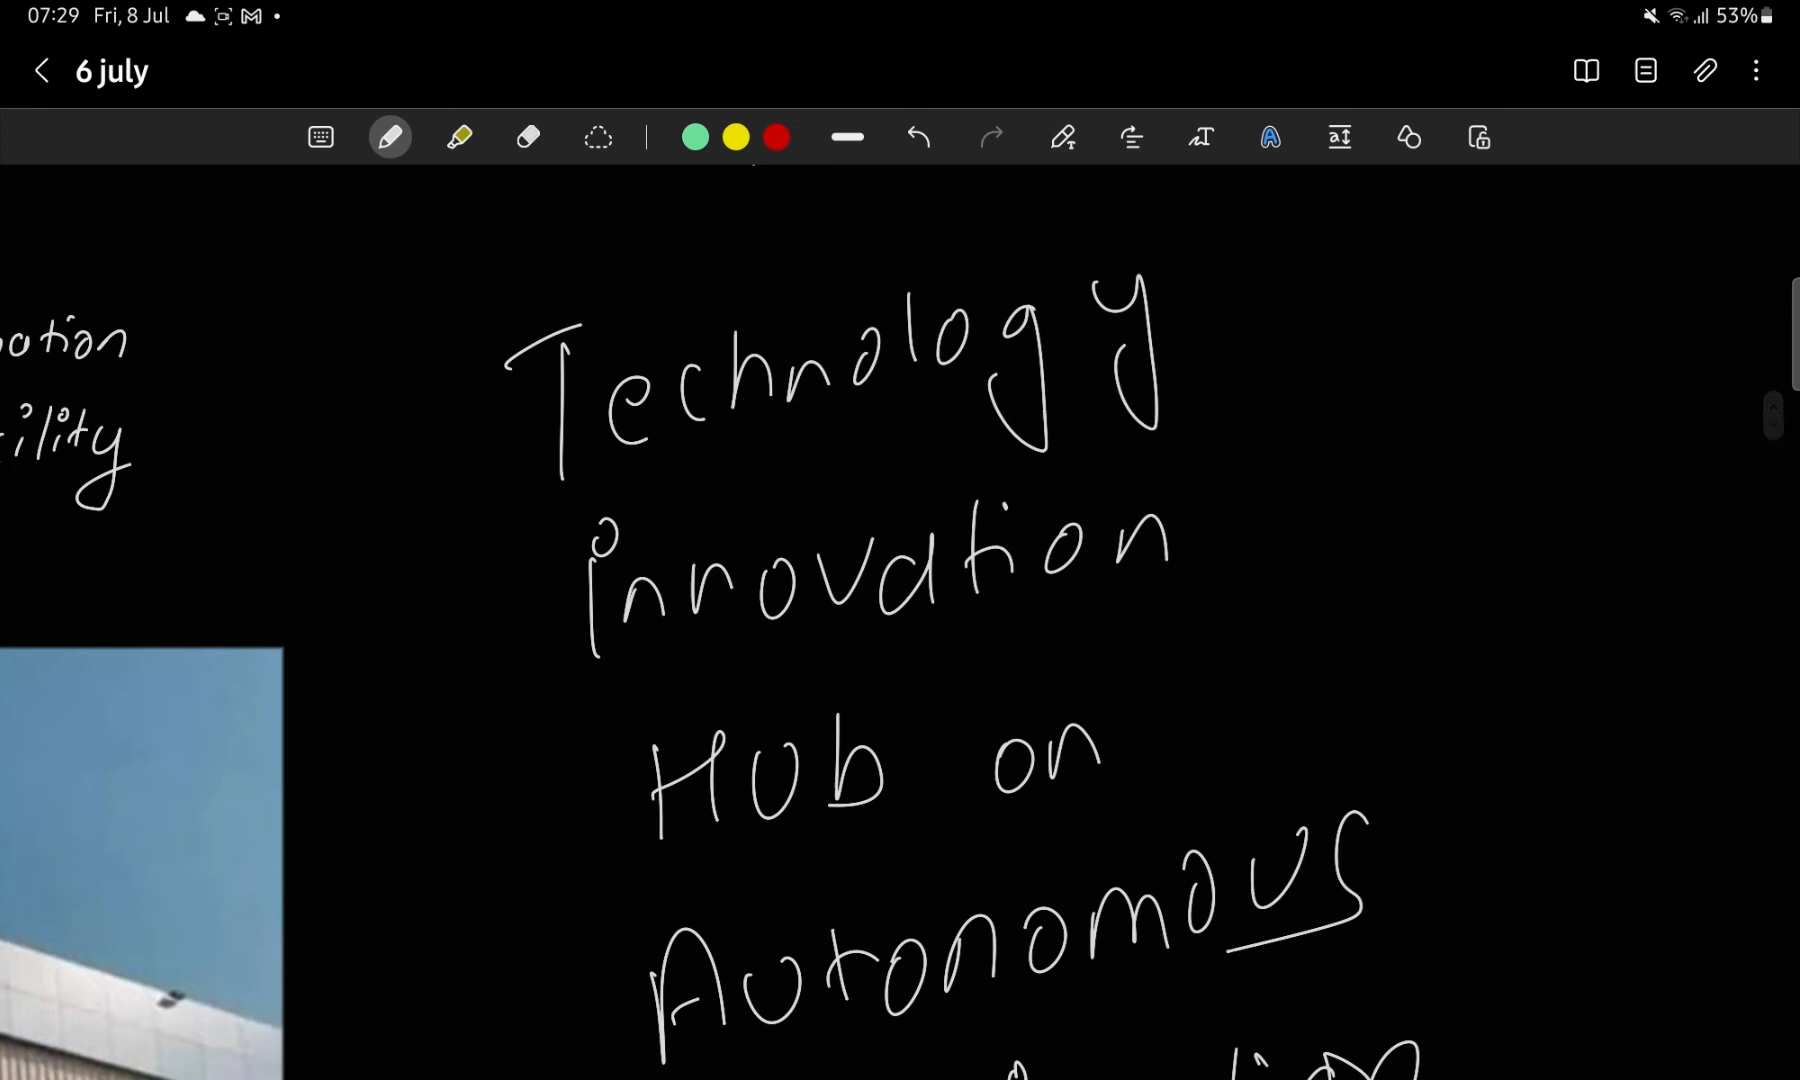 07:29 Fri, 8 Jul 53%
6 july
Technology
innovation
Hub on
Autonomous